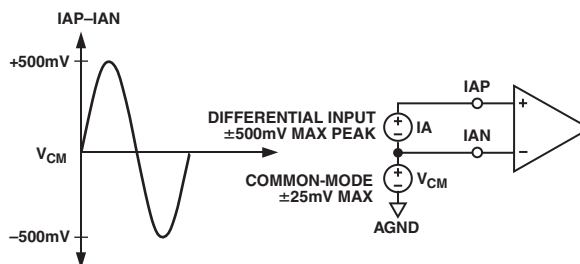 IAP–IAN
+500mV
V_CM
–500mV
DIFFERENTIAL INPUT
±500mV MAX PEAK
COMMON-MODE
±25mV MAX
IAP
+
+
–
IA
IAN
–
+
–
V_CM
AGND